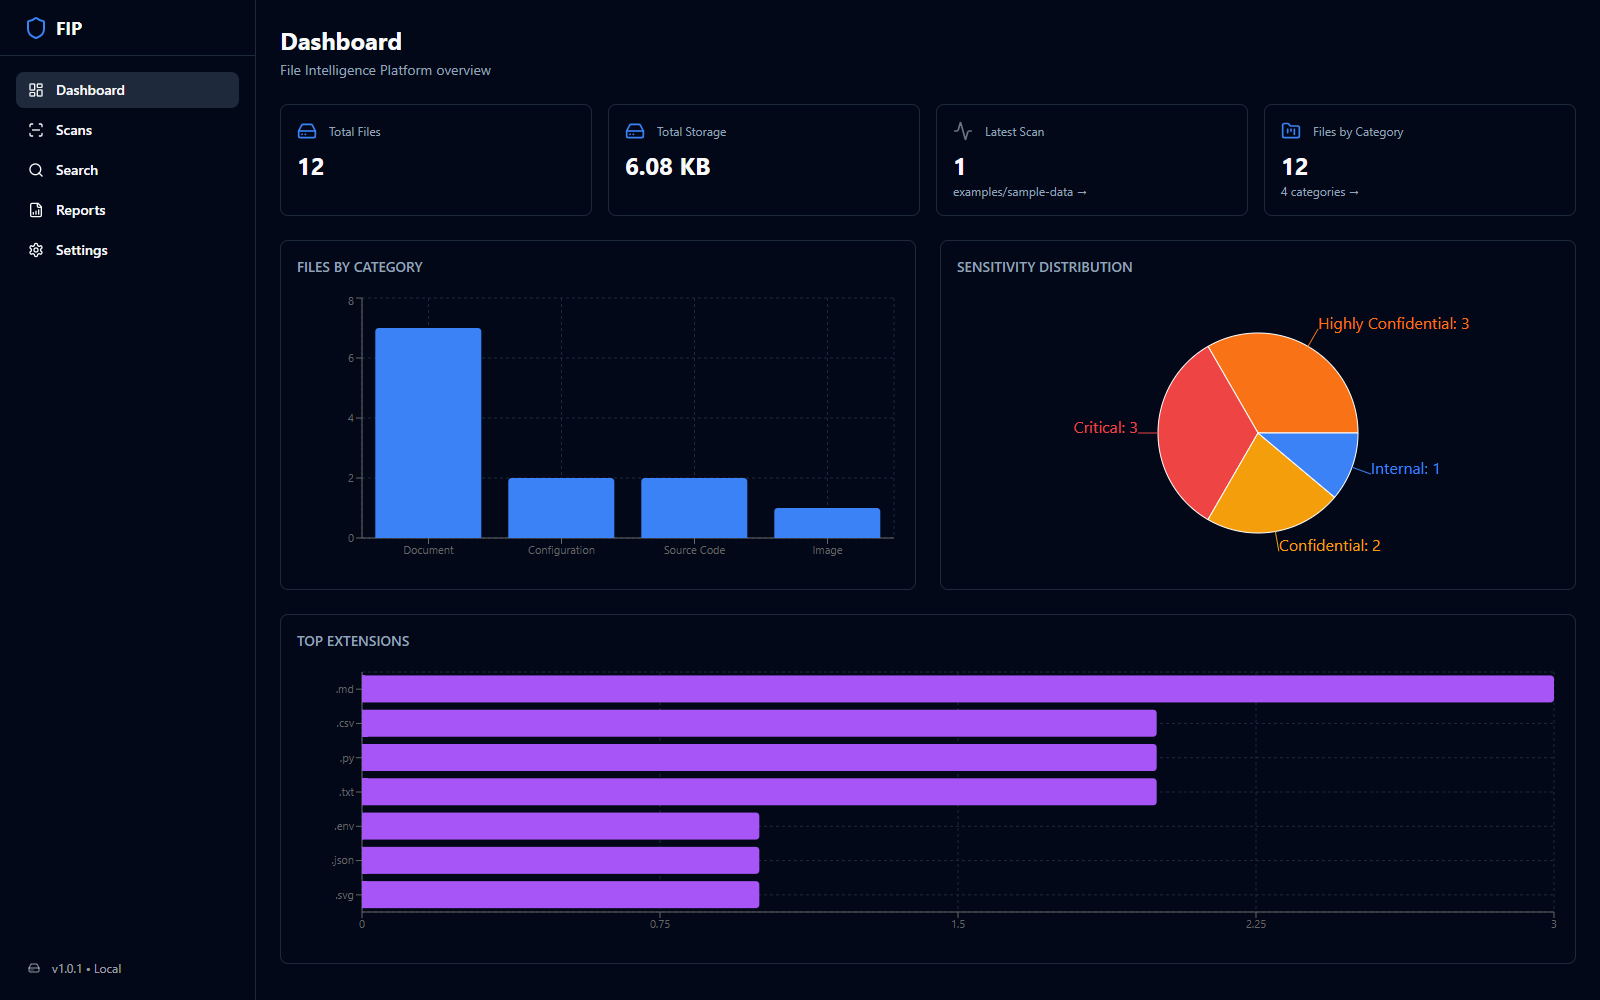 FIP
Dashboard
Scans
Search
Reports
Settings
v1.0.1 • Local
Dashboard
File Intelligence Platform overview
Total Files
12
Total Storage
6.08 KB
Latest Scan
1
examples/sample-data →
Files by Category
12
4 categories →
FILES BY CATEGORY
8
6
4
2
0
Document Configuration Source Code Image
SENSITIVITY DISTRIBUTION
Highly Confidential: 3
Critical: 3
Internal: 1
Confidential: 2
TOP EXTENSIONS
.md
.csv
.py
.txt
.env
.json
.svg
0 0.75 1.5 2.25 3